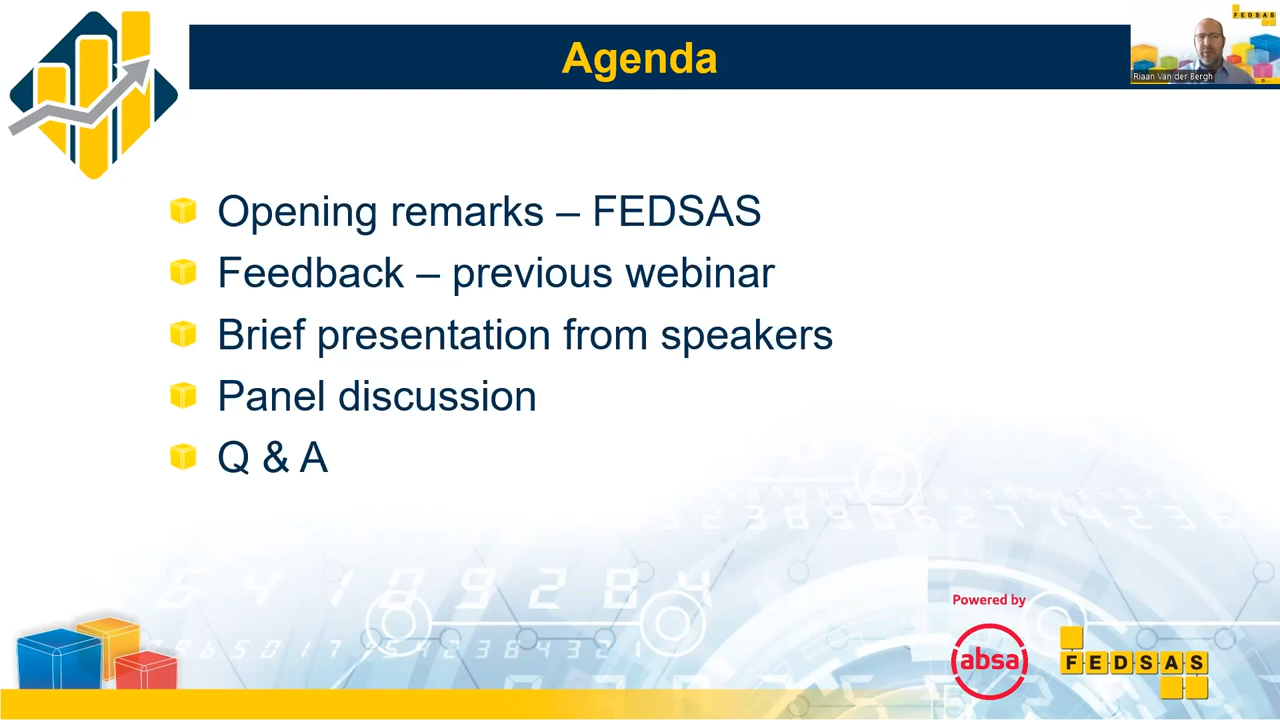 Agenda
FEDSAS
Riaan Van der Bergh
Opening remarks – FEDSAS
Feedback – previous webinar
Brief presentation from speakers
Panel discussion
Q & A
Powered by
absa
FEDSAS